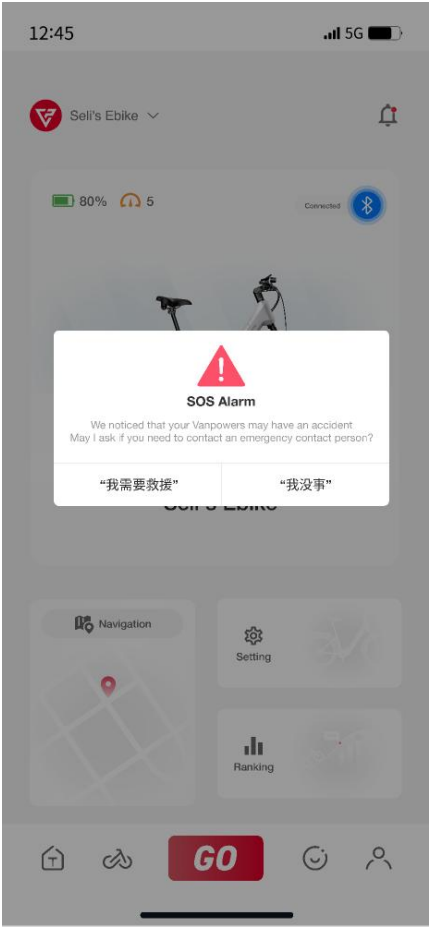 12:45
5G
Seli's Ebike
80%
5
Connected
SOS Alarm
We noticed that your Vanpowers may have an accident
May I ask if you need to contact an emergency contact person?
“我需要救援”
“我没事”
Seli's Ebike
Navigation
Setting
Ranking
GO